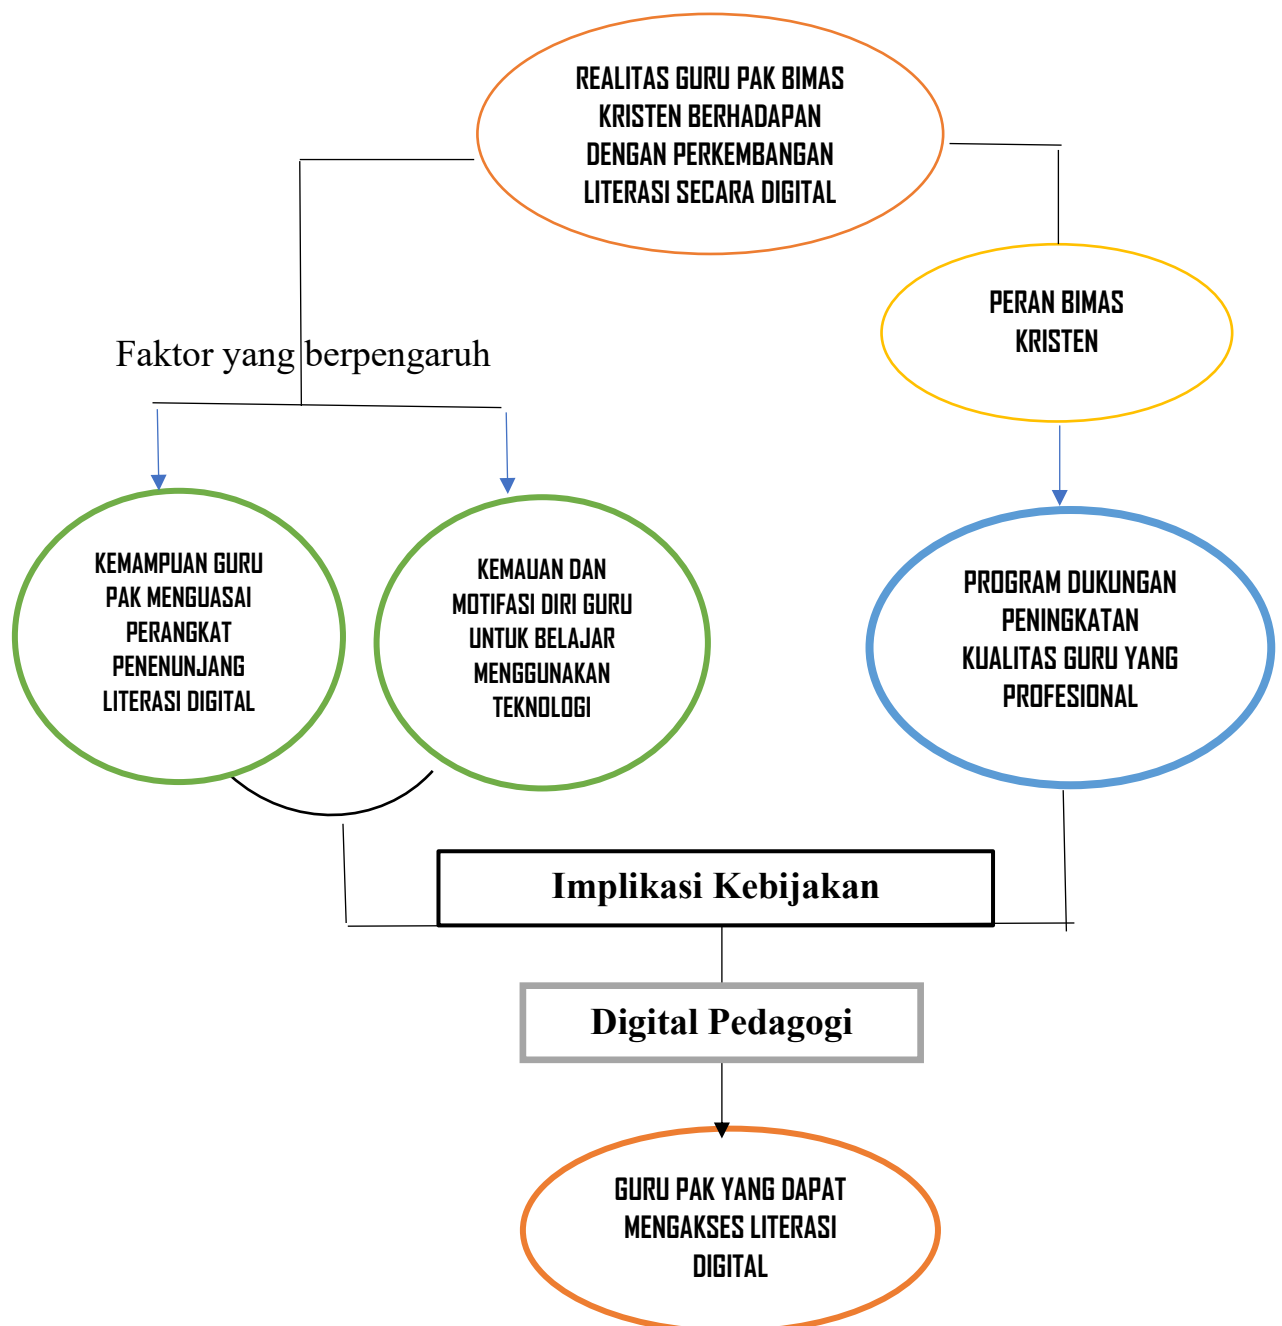 REALITAS GURU PAK BIMAS
KRISTEN BERHADAPAN
DENGAN PERKEMBANGAN
LITERASI SECARA DIGITAL
PERAN BIMAS
KRISTEN
Faktor yang berpengaruh
KEMAMPUAN GURU
PAK MENGUASAI
PERANGKAT
PENENUNJANG
LITERASI DIGITAL
KEMAUAN DAN
MOTIFASI DIRI GURU
UNTUK BELAJAR
MENGGUNAKAN
TEKNOLOGI
PROGRAM DUKUNGAN
PENINGKATAN
KUALITAS GURU YANG
PROFESIONAL
Implikasi Kebijakan
Digital Pedagogi
GURU PAK YANG DAPAT
MENGAKSES LITERASI
DIGITAL